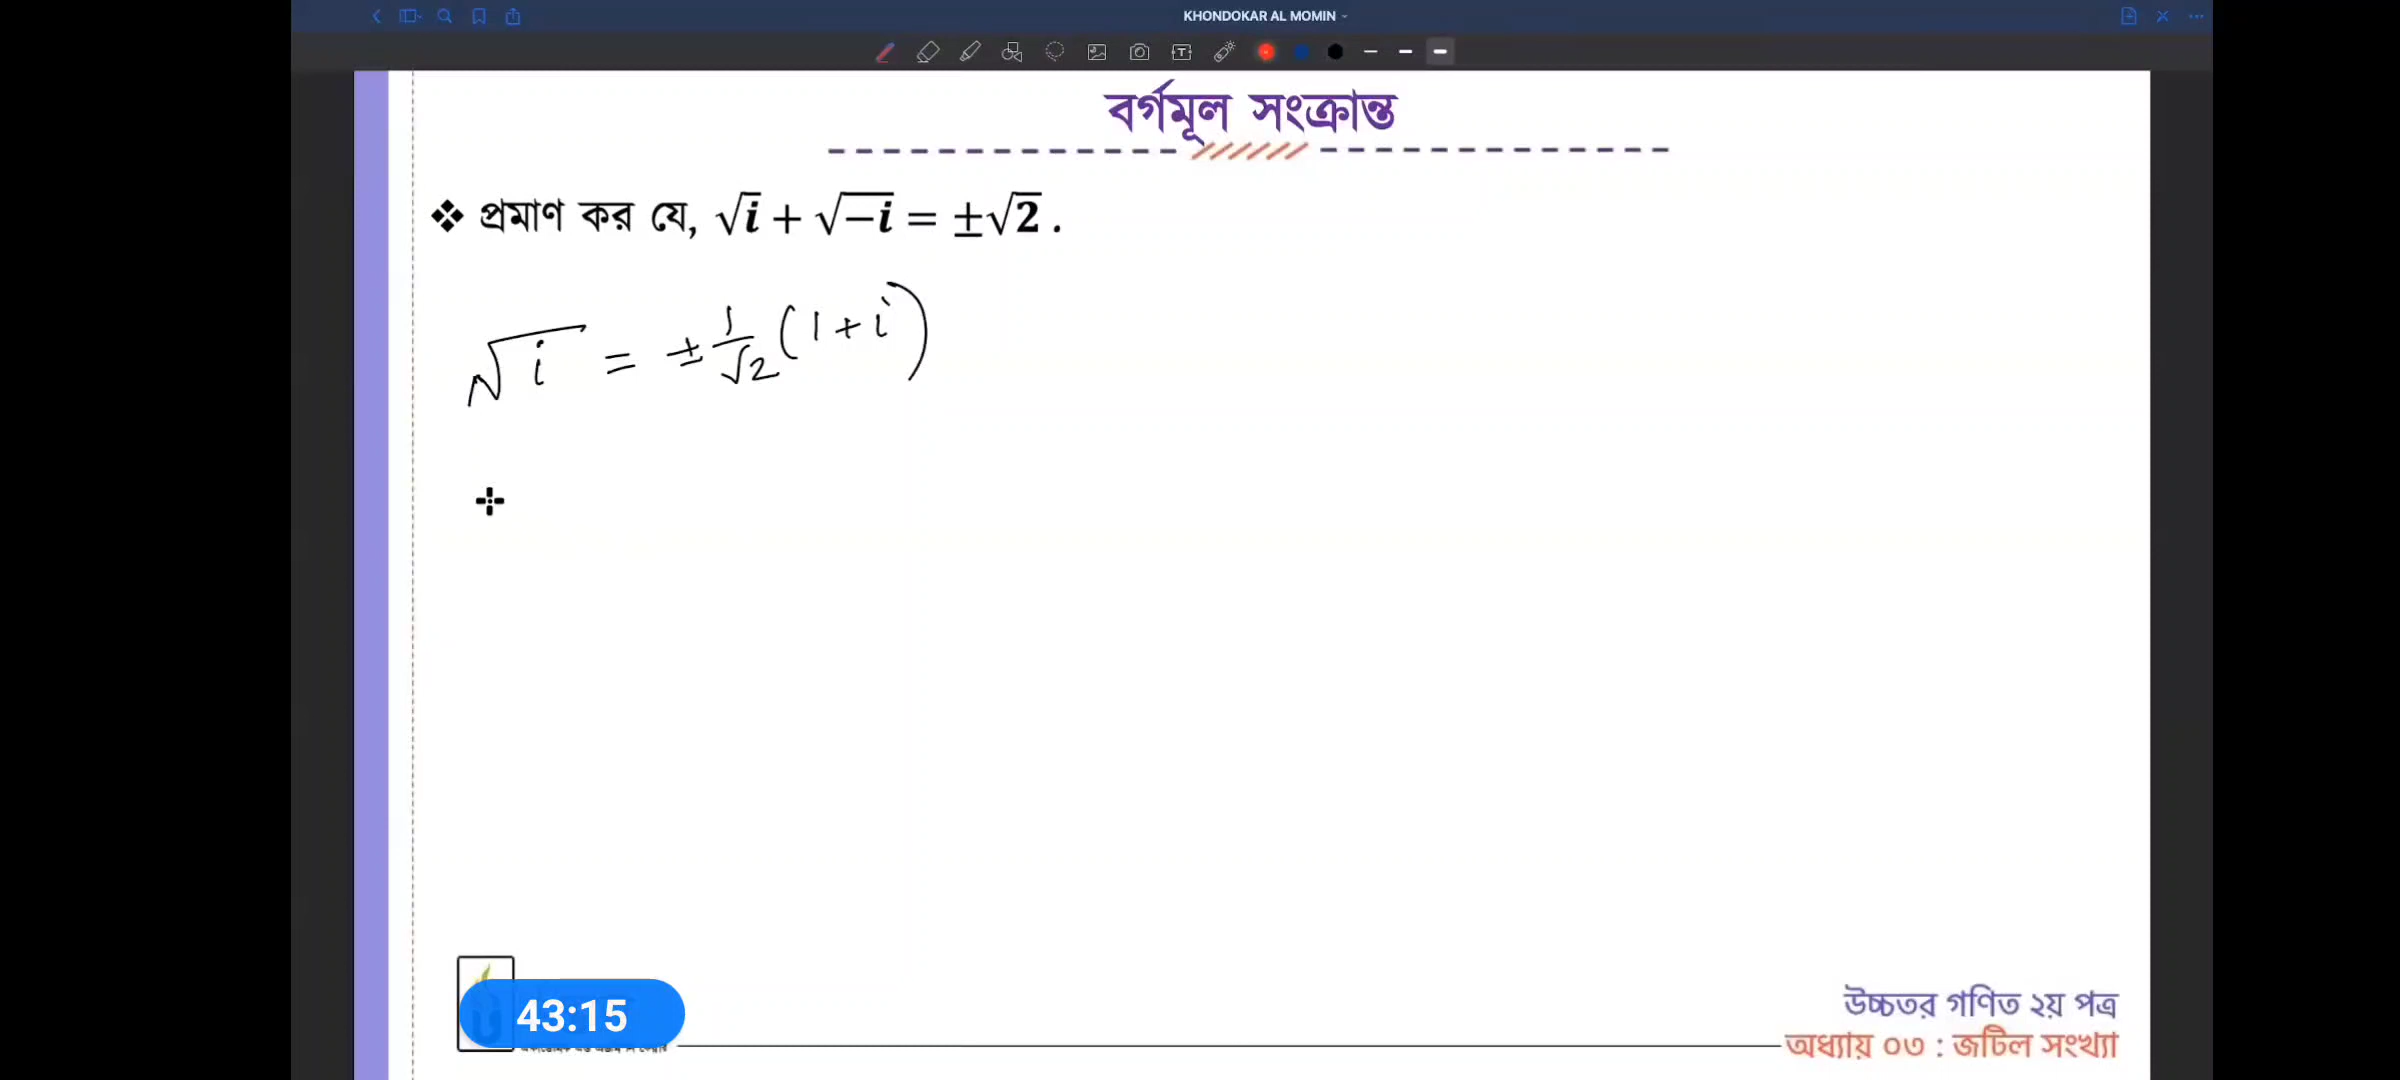 KHONDOKAR AL MOMIN
বর্গমূল সংক্রান্ত
❖ প্রমাণ কর যে, √i + √−i = ±√2 .
√i = ± 1/√2 (1 + i)
43:15
উচ্চতর গণিত ২য় পত্র
অধ্যায় ০৩ : জটিল সংখ্যা